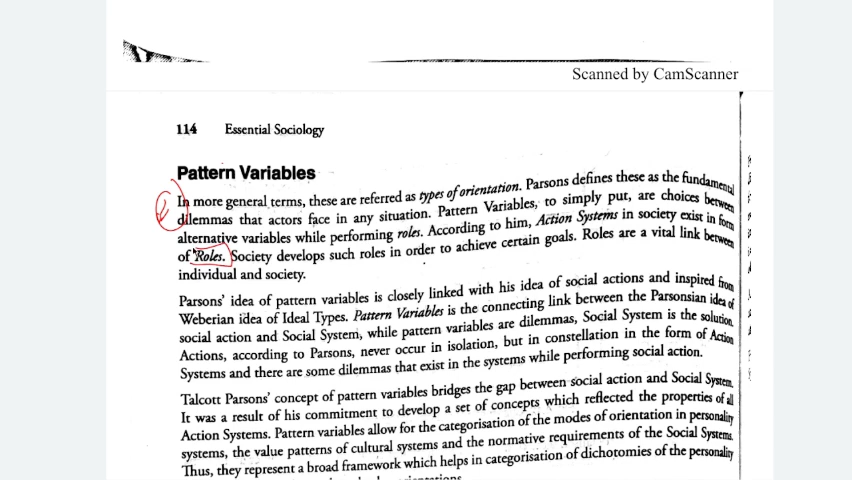 Scanned by CamScanner
114 Essential Sociology
Pattern Variables
In more general terms, these are referred as types of orientation. Parsons defines these as the fundamental
dilemmas that actors face in any situation. Pattern Variables, to simply put, are choices between
alternative variables while performing roles. According to him, Action Systems in society exist in form
of 'Roles. Society develops such roles in order to achieve certain goals. Roles are a vital link between
individual and society.
Parsons' idea of pattern variables is closely linked with his idea of social actions and inspired from
Weberian idea of Ideal Types. Pattern Variables is the connecting link between the Parsonsian idea of
social action and Social System, while pattern variables are dilemmas, Social System is the solution.
Actions, according to Parsons, never occur in isolation, but in constellation in the form of Action
Systems and there are some dilemmas that exist in the systems while performing social action.
Talcott Parsons' concept of pattern variables bridges the gap between social action and Social System.
It was a result of his commitment to develop a set of concepts which reflected the properties of all
Action Systems. Pattern variables allow for the categorisation of the modes of orientation in personality
systems, the value patterns of cultural systems and the normative requirements of the Social Systems.
Thus, they represent a broad framework which helps in categorisation of dichotomies of the personality